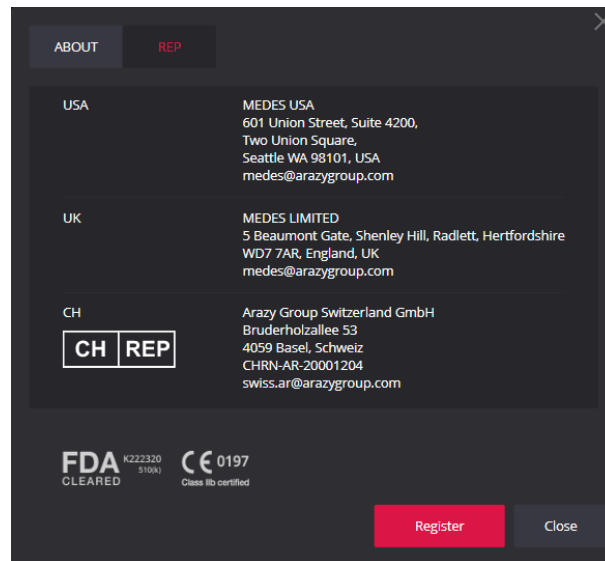 ABOUT REP
USA
MEDES USA
601 Union Street, Suite 4200,
Two Union Square,
Seattle WA 98101, USA
medes@arazygroup.com
UK
MEDES LIMITED
5 Beaumont Gate, Shenley Hill, Radlett, Hertfordshire
WD7 7AR, England, UK
medes@arazygroup.com
CH
CH REP
Arazy Group Switzerland GmbH
Bruderholzallee 53
4059 Basel, Schweiz
CHRN-AR-20001204
swiss.ar@arazygroup.com
FDA K222320
510(k)
CLEARED
CE 0197
Class IIb certified
Register Close